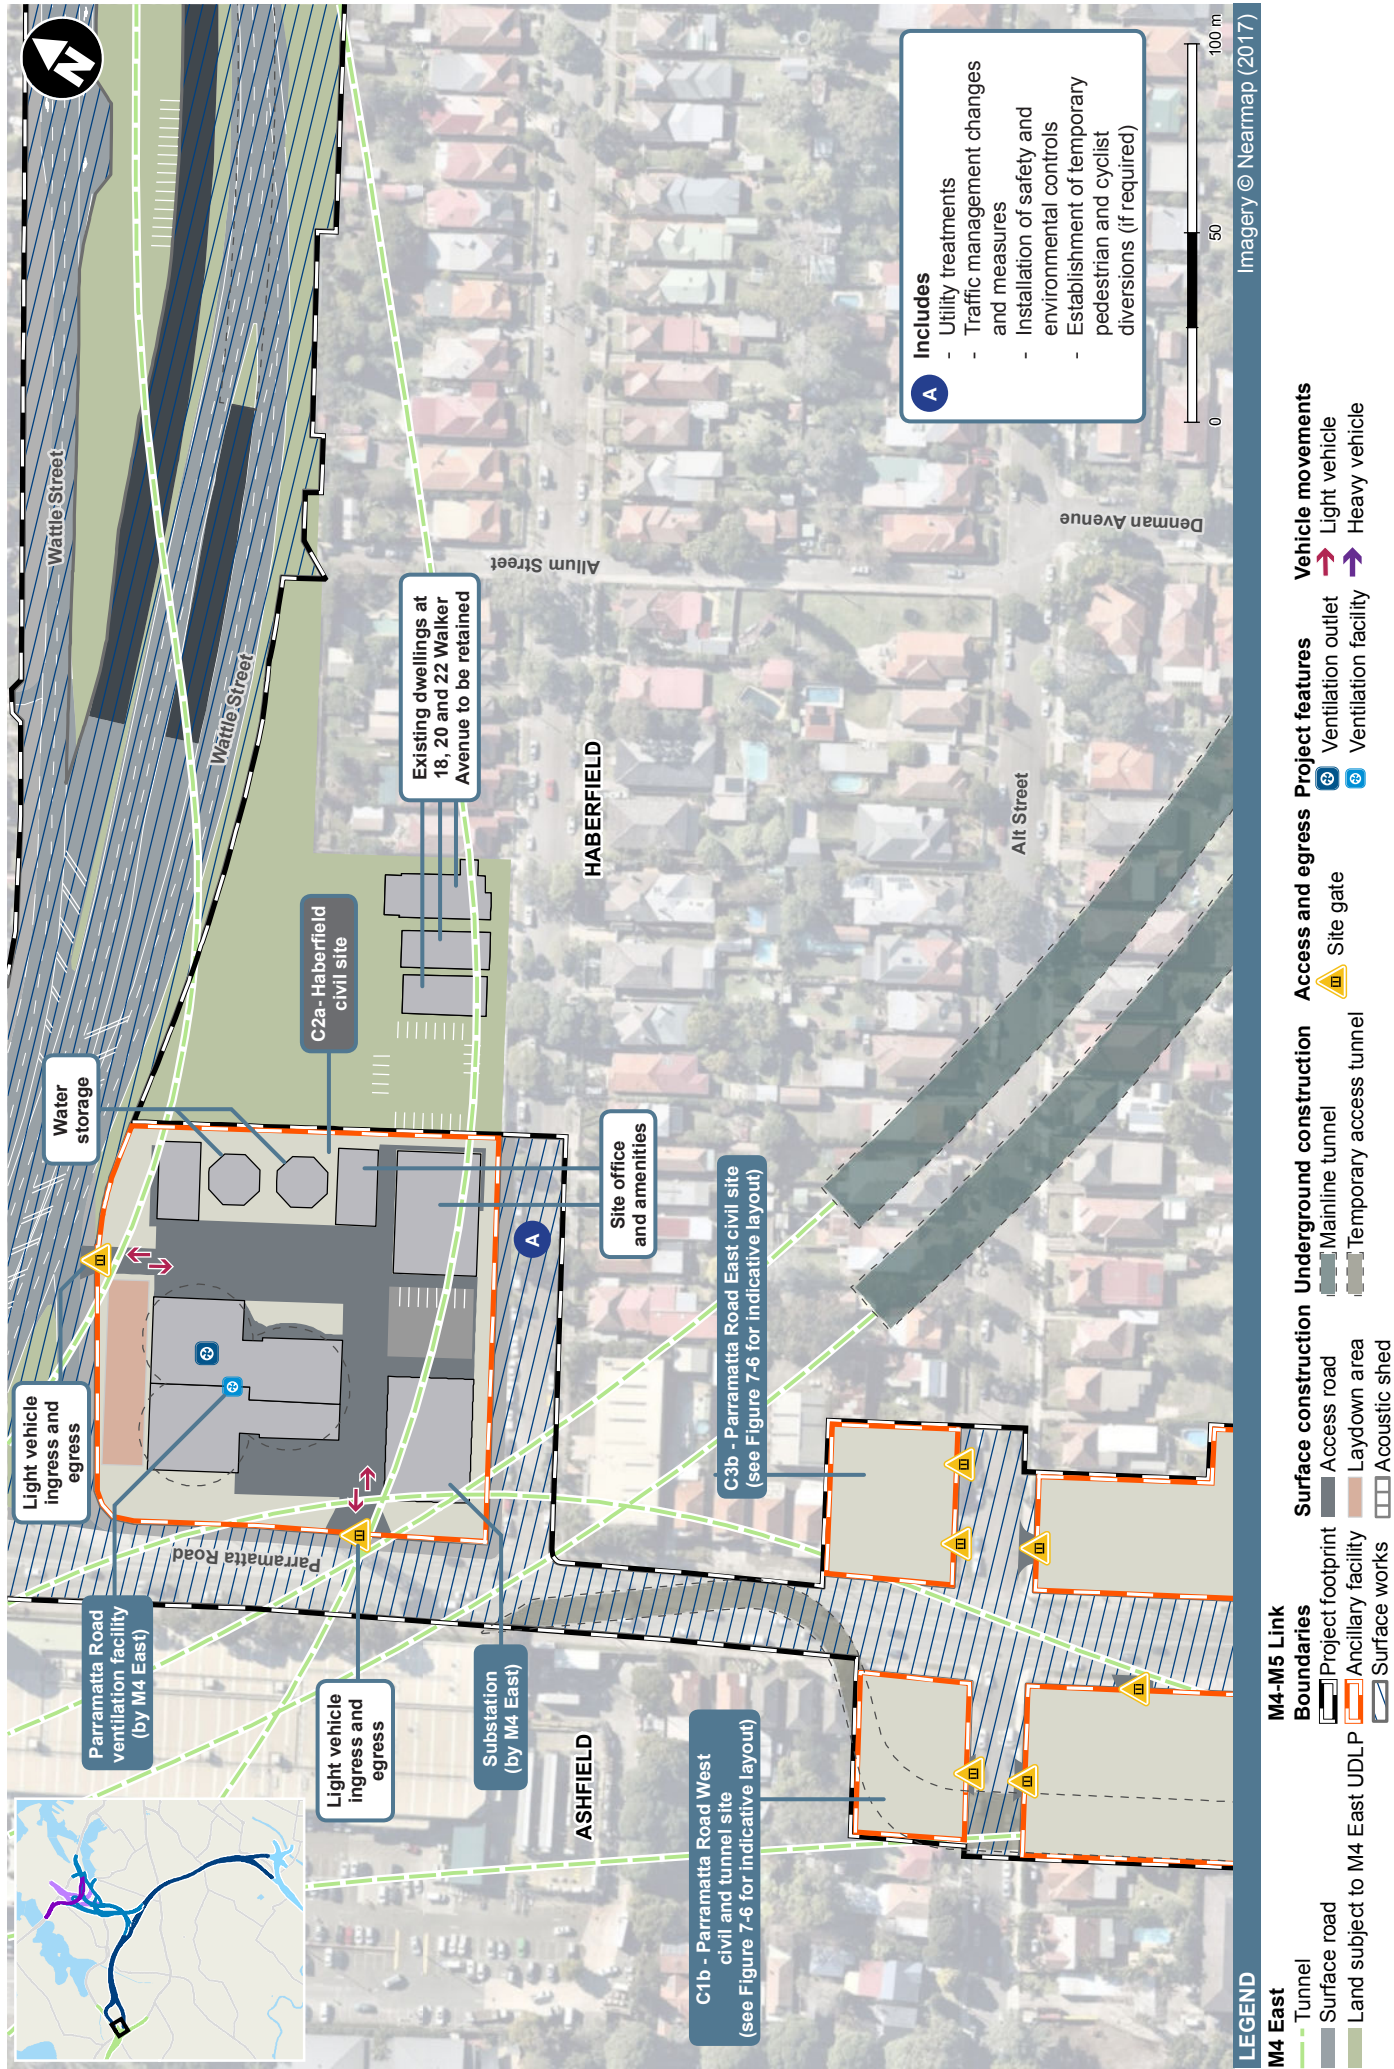 N
Wattle Street
Wattle Street
Parramatta Road
Allum Street
Alt Street
Denman Avenue
HABERFIELD
ASHFIELD
Light vehicle
ingress and
egress
Water
storage
Parramatta Road
ventilation facility
(by M4 East)
Light vehicle
ingress and
egress
Substation
(by M4 East)
C2a- Haberfield
civil site
Existing dwellings at
18, 20 and 22 Walker
Avenue to be retained
Site office
and amenities
A
C3b - Parramatta Road East civil site
(see Figure 7-6 for indicative layout)
C1b - Parramatta Road West
civil and tunnel site
(see Figure 7-6 for indicative layout)
A Includes
- Utility treatments
- Traffic management changes
and measures
- Installation of safety and
environmental controls
- Establishment of temporary
pedestrian and cyclist
diversions (if required)
0 50 100 m
LEGEND
Imagery © Nearmap (2017)
M4 East
Tunnel
Surface road
Land subject to M4 East UDLP
M4-M5 Link
Boundaries
Project footprint
Ancillary facility
Surface works
Surface construction
Access road
Laydown area
Acoustic shed
Underground construction
Mainline tunnel
Temporary access tunnel
Access and egress
Site gate
Project features
Ventilation outlet
Ventilation facility
Vehicle movements
Light vehicle
Heavy vehicle